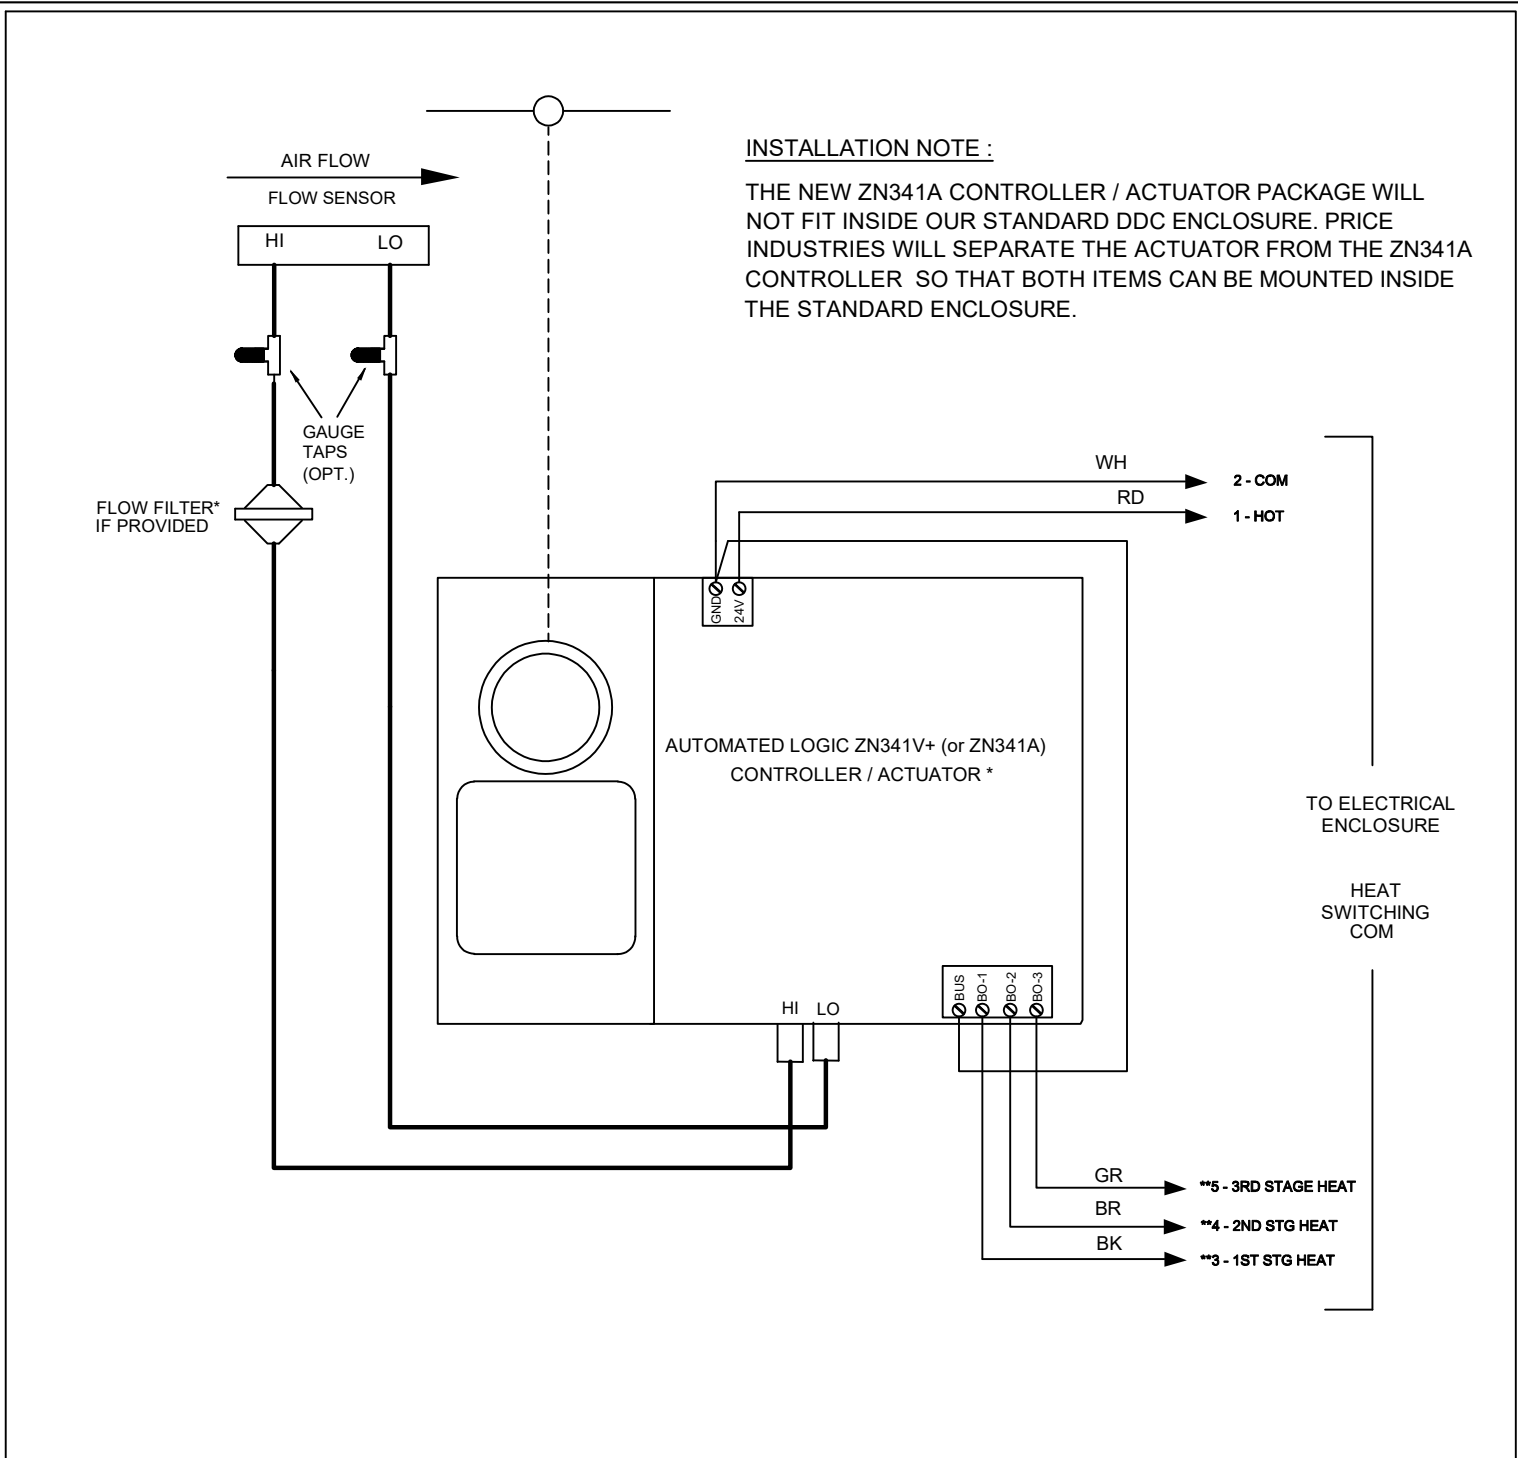 INSTALLATION NOTE :
THE NEW ZN341A CONTROLLER / ACTUATOR PACKAGE WILL
NOT FIT INSIDE OUR STANDARD DDC ENCLOSURE. PRICE
INDUSTRIES WILL SEPARATE THE ACTUATOR FROM THE ZN341A
CONTROLLER SO THAT BOTH ITEMS CAN BE MOUNTED INSIDE
THE STANDARD ENCLOSURE.
AIR FLOW
FLOW SENSOR
HI
LO
GAUGE
TAPS
(OPT.)
FLOW FILTER*
IF PROVIDED
WH
2 - COM
RD
1 - HOT
GND
24V
AUTOMATED LOGIC ZN341V+ (or ZN341A)
CONTROLLER / ACTUATOR *
TO ELECTRICAL
ENCLOSURE
HEAT
SWITCHING
COM
HI
LO
BUS
BO-1
BO-2
BO-3
GR
**5 - 3RD STAGE HEAT
BR
**4 - 2ND STG HEAT
BK
**3 - 1ST STG HEAT